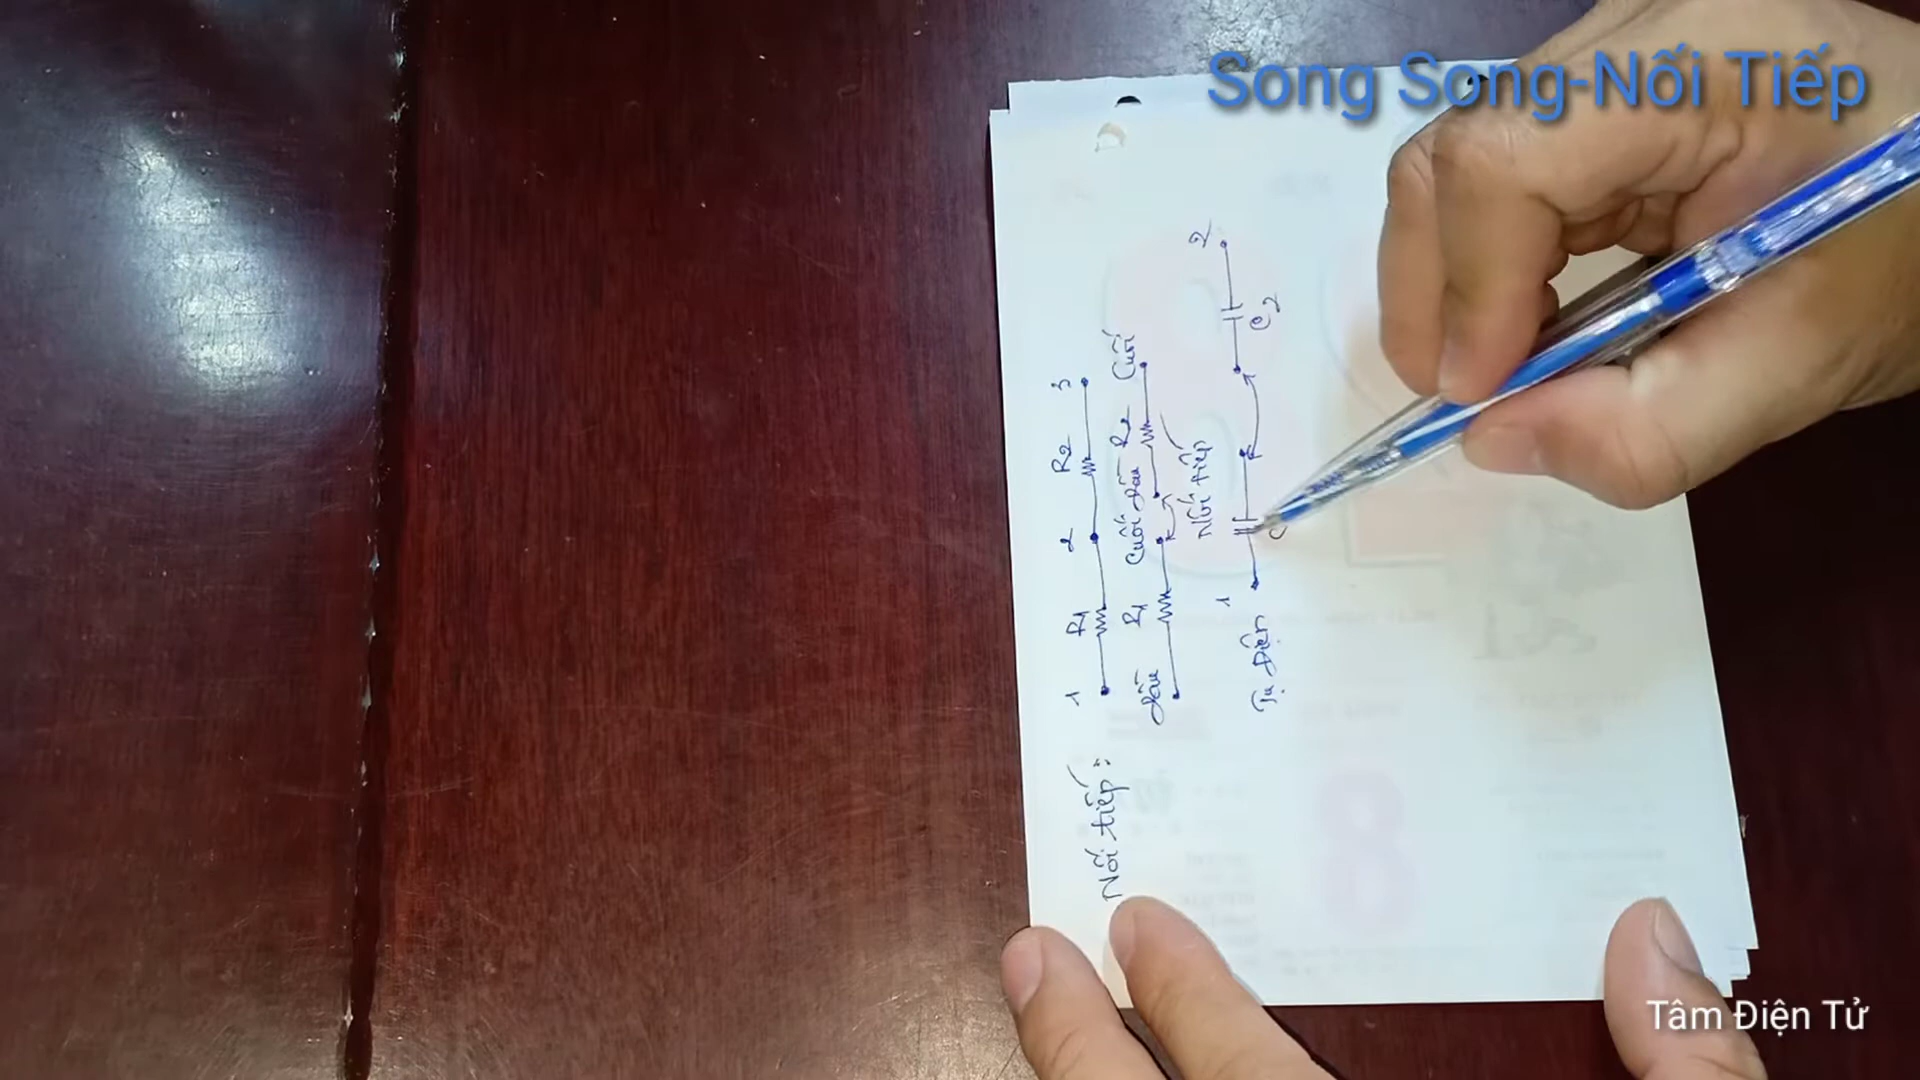 Song Song-Nối Tiếp
Nối tiếp:
1 R1 2 R2 3
Đầu R1 Cuối Đầu R2 Cuối
Nối tiếp
Tụ Điện 1 C C2 2
Tâm Điện Tử